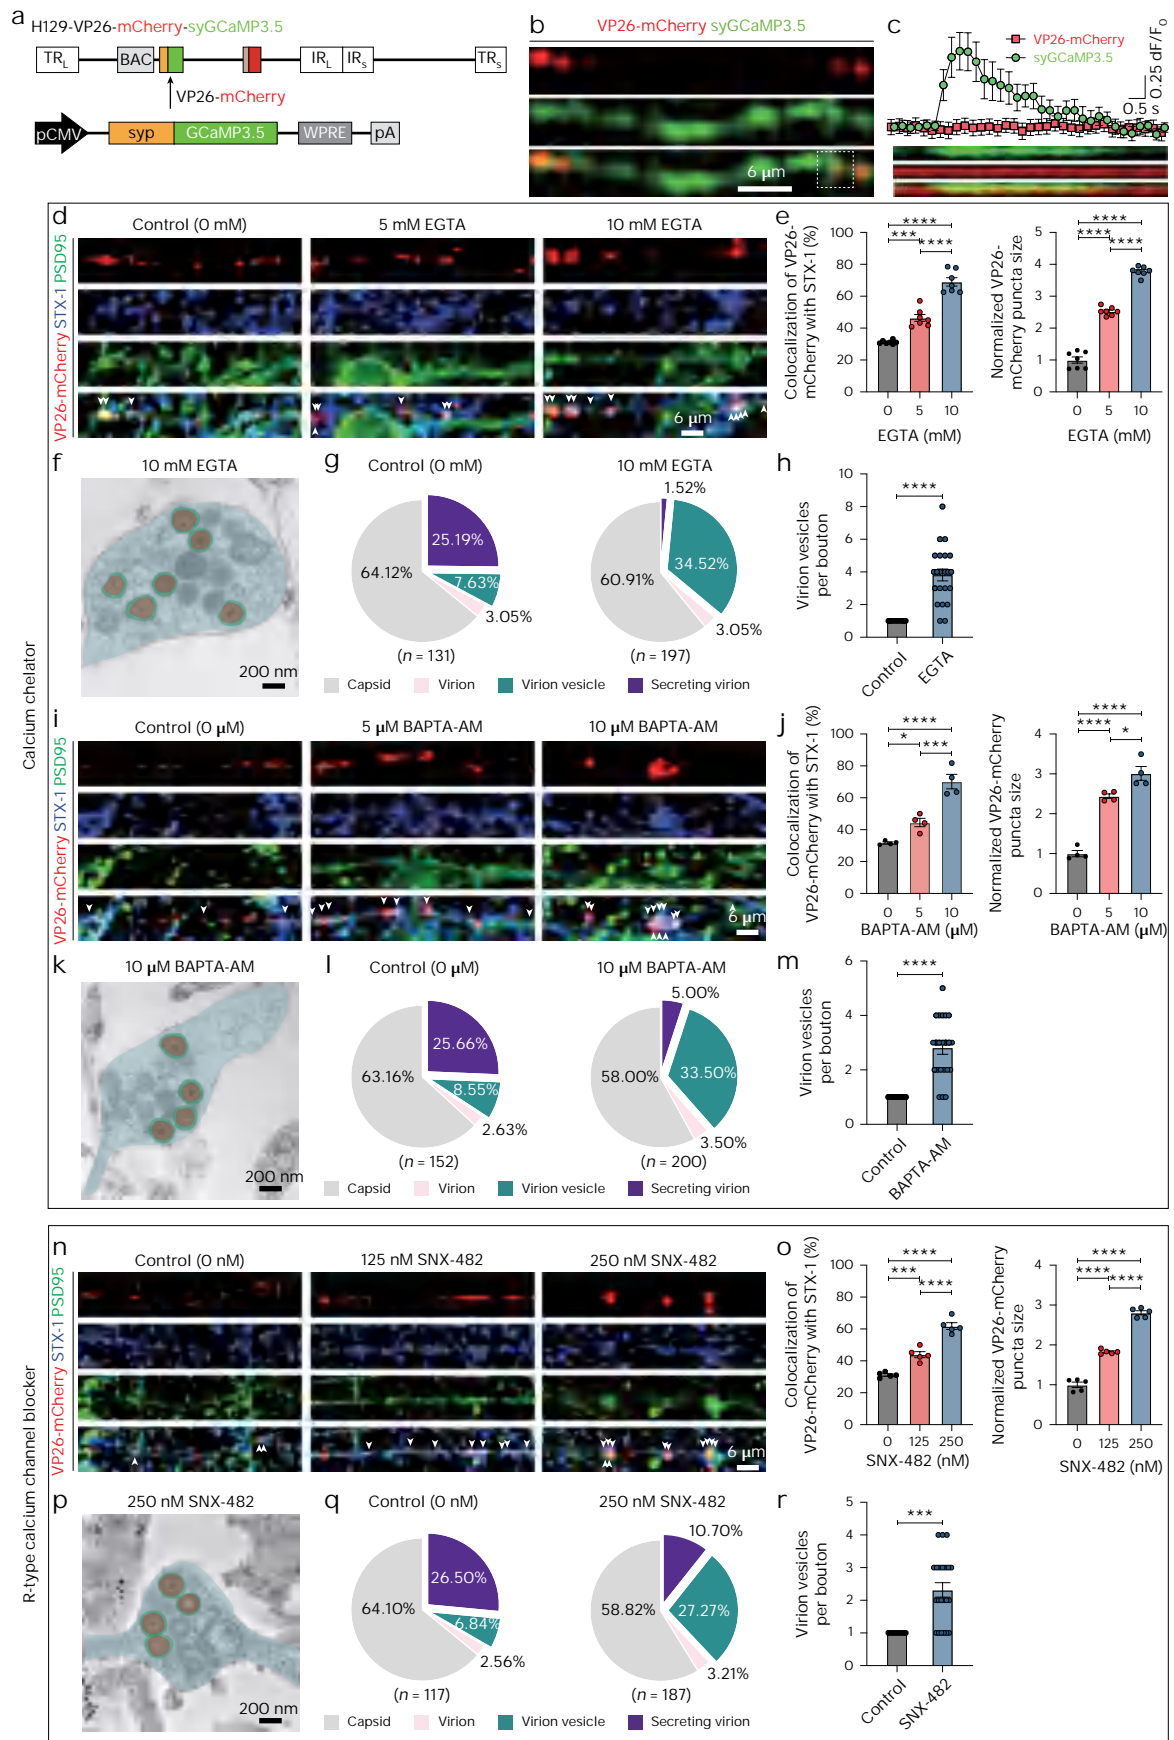 a
H129-VP26-mCherry-syGCaMP3.5
TRL
BAC
IRL
IRS
TRS
VP26-mCherry
pCMV
syp
GCaMP3.5
WPRE
pA
b
VP26-mCherry syGCaMP3.5
6 μm
c
VP26-mCherry
syGCaMP3.5
0.25 dF/F0
0.5 s
Calcium chelator
d
Control (0 mM)
5 mM EGTA
10 mM EGTA
VP26-mCherry STX-1 PSD95
6 μm
e
Colocalization of VP26-
mCherry with STX-1 (%)
100
80
60
40
20
0
****
*** ****
0 5 10
EGTA (mM)
Normalized VP26-
mCherry puncta size
5
4
3
2
1
0
****
**** ****
0 5 10
EGTA (mM)
f
10 mM EGTA
200 nm
g
Control (0 mM)
25.19%
64.12%
7.63%
3.05%
(n = 131)
10 mM EGTA
1.52%
34.52%
60.91%
3.05%
(n = 197)
Capsid Virion Virion vesicle Secreting virion
h
Virion vesicles
per bouton
10
8
6
4
2
0
****
Control
EGTA
i
Control (0 μM)
5 μM BAPTA-AM
10 μM BAPTA-AM
VP26-mCherry STX-1 PSD95
6 μm
j
Colocalization of
VP26-mCherry with STX-1 (%)
100
80
60
40
20
0
****
* ***
0 5 10
BAPTA-AM (μM)
Normalized VP26-mCherry
puncta size
4
3
2
1
0
****
**** *
0 5 10
BAPTA-AM (μM)
k
10 μM BAPTA-AM
200 nm
l
Control (0 μM)
25.66%
63.16%
8.55%
2.63%
(n = 152)
10 μM BAPTA-AM
5.00%
33.50%
58.00%
3.50%
(n = 200)
Capsid Virion Virion vesicle Secreting virion
m
Virion vesicles
per bouton
6
4
2
0
****
Control
BAPTA-AM
R-type calcium channel blocker
n
Control (0 nM)
125 nM SNX-482
250 nM SNX-482
VP26-mCherry STX-1 PSD95
6 μm
o
Colocalization of
VP26-mCherry with STX-1 (%)
100
80
60
40
20
0
****
*** ****
0 125 250
SNX-482 (nM)
Normalized VP26-mCherry
puncta size
4
3
2
1
0
****
**** ****
0 125 250
SNX-482 (nM)
p
250 nM SNX-482
200 nm
q
Control (0 nM)
26.50%
64.10%
6.84%
2.56%
(n = 117)
250 nM SNX-482
10.70%
27.27%
58.82%
3.21%
(n = 187)
Capsid Virion Virion vesicle Secreting virion
r
Virion vesicles
per bouton
5
4
3
2
1
0
***
Control
SNX-482